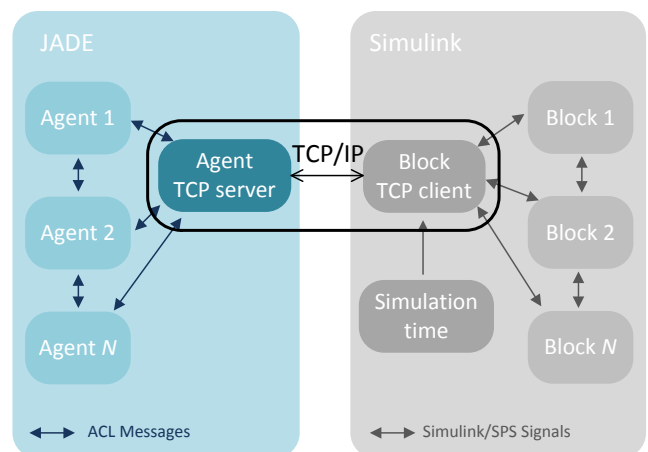 JADE
Simulink
Agent 1
Agent
TCP server
TCP/IP
Block
TCP client
Block 1
Agent 2
Block 2
Simulation
time
Agent N
Block N
ACL Messages
Simulink/SPS Signals